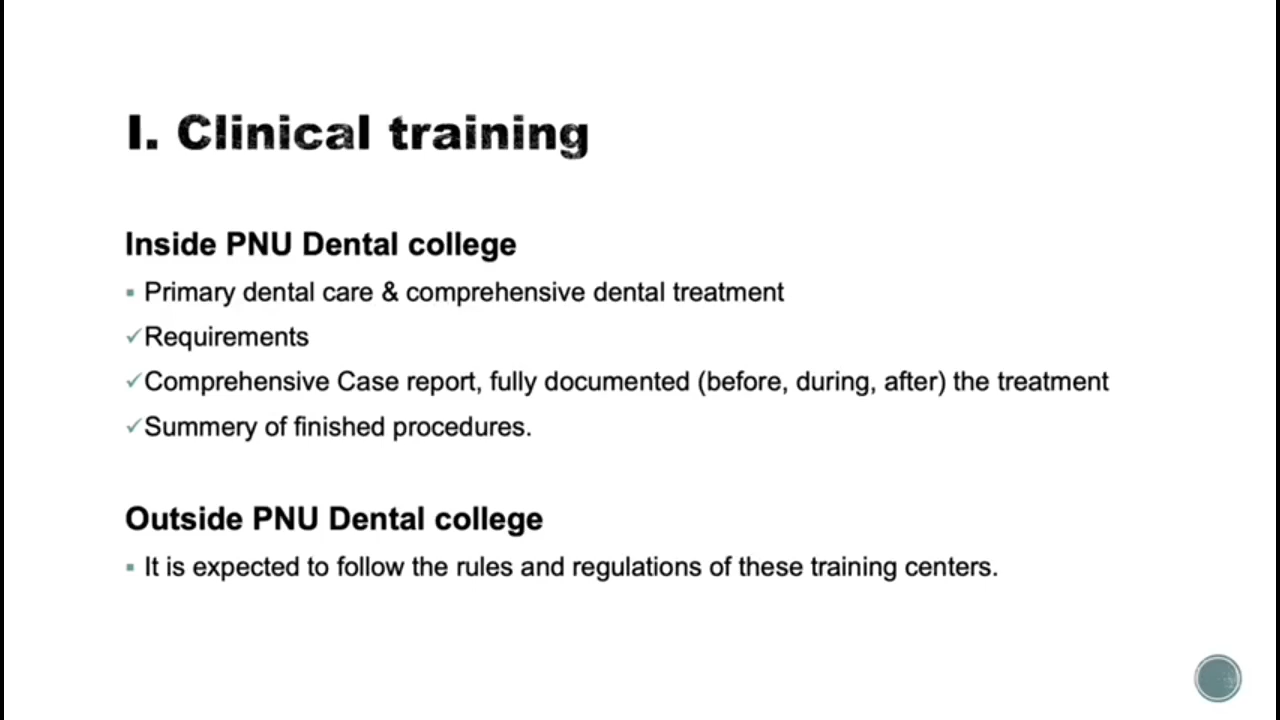 I. Clinical training
Inside PNU Dental college
▪ Primary dental care & comprehensive dental treatment
✓Requirements
✓Comprehensive Case report, fully documented (before, during, after) the treatment
✓Summery of finished procedures.
Outside PNU Dental college
▪ It is expected to follow the rules and regulations of these training centers.